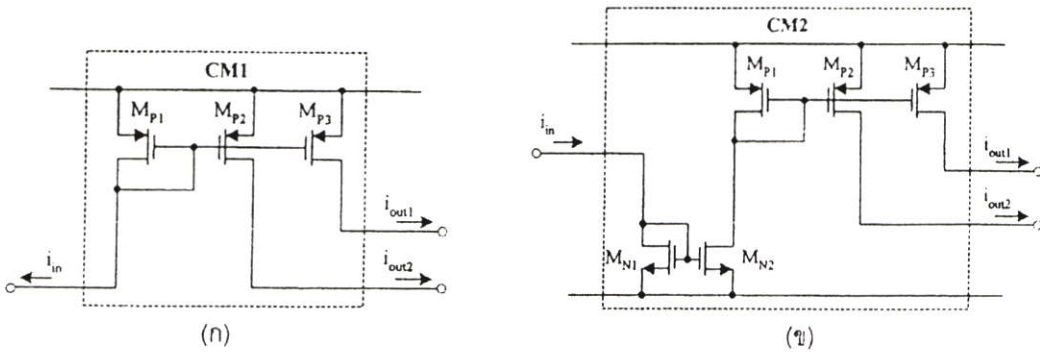 CM1
M_P1 M_P2 M_P3
i_out1
i_in
i_out2
(ก)
CM2
M_P1 M_P2 M_P3
i_in
i_out1
i_out2
M_N1 M_N2
(ข)